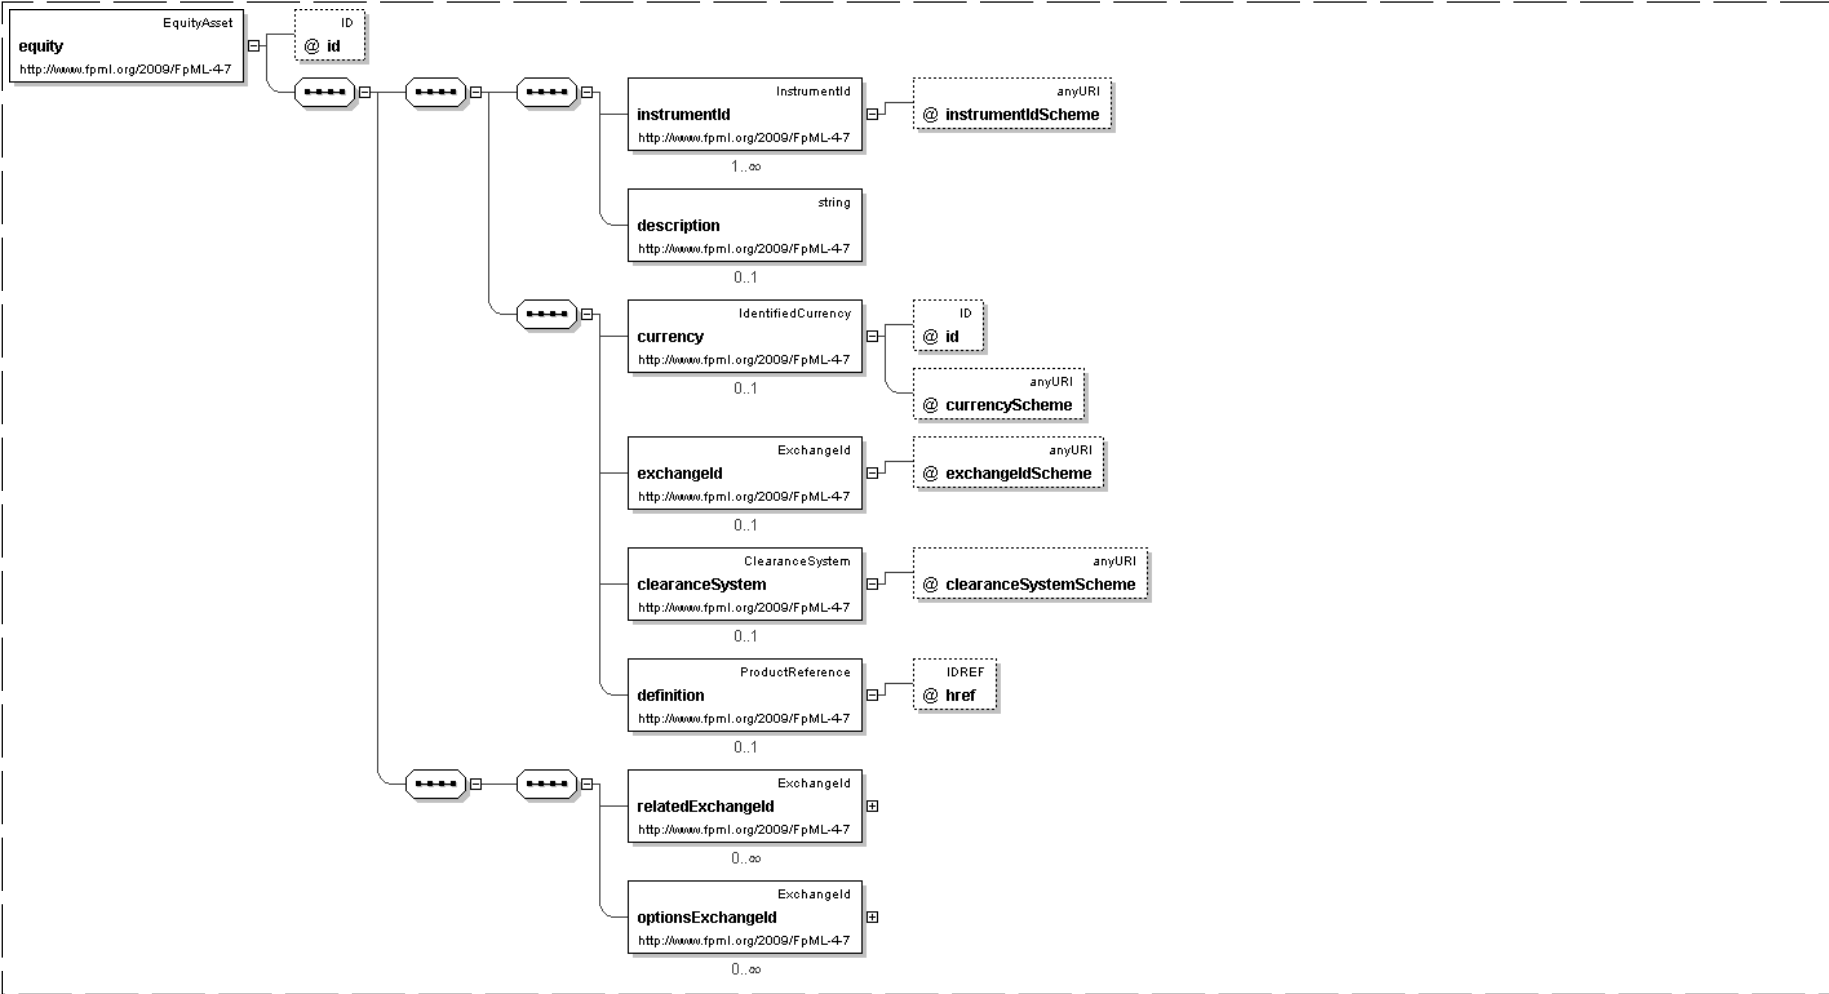 EquityAsset
equity
http://www.fpml.org/2009/FpML-4-7
ID
@ id
InstrumentId
instrumentId
http://www.fpml.org/2009/FpML-4-7
1..∞
anyURI
@ instrumentIdScheme
string
description
http://www.fpml.org/2009/FpML-4-7
0..1
IdentifiedCurrency
currency
http://www.fpml.org/2009/FpML-4-7
0..1
ID
@ id
anyURI
@ currencyScheme
ExchangeId
exchangeId
http://www.fpml.org/2009/FpML-4-7
0..1
anyURI
@ exchangeIdScheme
ClearanceSystem
clearanceSystem
http://www.fpml.org/2009/FpML-4-7
0..1
anyURI
@ clearanceSystemScheme
ProductReference
definition
http://www.fpml.org/2009/FpML-4-7
0..1
IDREF
@ href
ExchangeId
relatedExchangeId
http://www.fpml.org/2009/FpML-4-7
0..∞
ExchangeId
optionsExchangeId
http://www.fpml.org/2009/FpML-4-7
0..∞